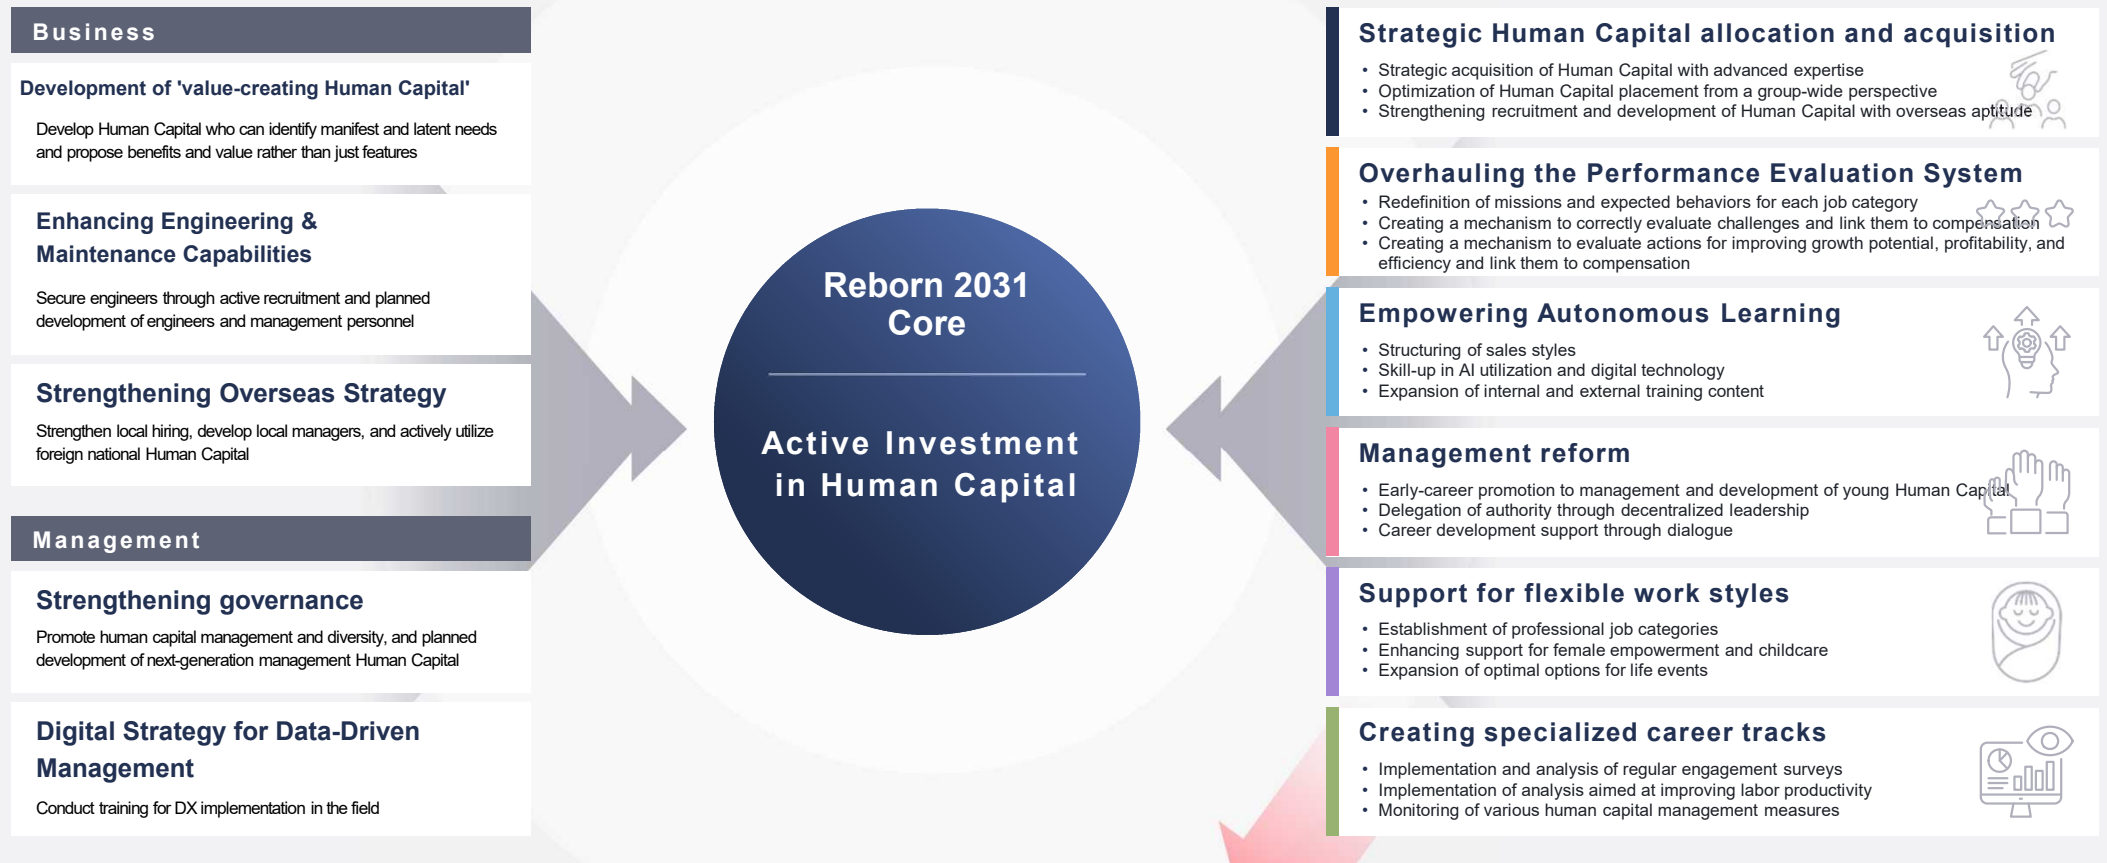 Business
Development of 'value-creating Human Capital'
Develop Human Capital who can identify manifest and latent needs
and propose benefits and value rather than just features
Enhancing Engineering &
Maintenance Capabilities
Secure engineers through active recruitment and planned
development of engineers and management personnel
Strengthening Overseas Strategy
Strengthen local hiring, develop local managers, and actively utilize
foreign national Human Capital
Management
Strengthening governance
Promote human capital management and diversity, and planned
development of next-generation management Human Capital
Digital Strategy for Data-Driven
Management
Conduct training for DX implementation in the field
Reborn 2031
Core
Active Investment
in Human Capital
Strategic Human Capital allocation and acquisition
• Strategic acquisition of Human Capital with advanced expertise
• Optimization of Human Capital placement from a group-wide perspective
• Strengthening recruitment and development of Human Capital with overseas aptitude
Overhauling the Performance Evaluation System
• Redefinition of missions and expected behaviors for each job category
• Creating a mechanism to correctly evaluate challenges and link them to compensation
• Creating a mechanism to evaluate actions for improving growth potential, profitability, and
efficiency and link them to compensation
Empowering Autonomous Learning
• Structuring of sales styles
• Skill-up in AI utilization and digital technology
• Expansion of internal and external training content
Management reform
• Early-career promotion to management and development of young Human Capital
• Delegation of authority through decentralized leadership
• Career development support through dialogue
Support for flexible work styles
• Establishment of professional job categories
• Enhancing support for female empowerment and childcare
• Expansion of optimal options for life events
Creating specialized career tracks
• Implementation and analysis of regular engagement surveys
• Implementation of analysis aimed at improving labor productivity
• Monitoring of various human capital management measures